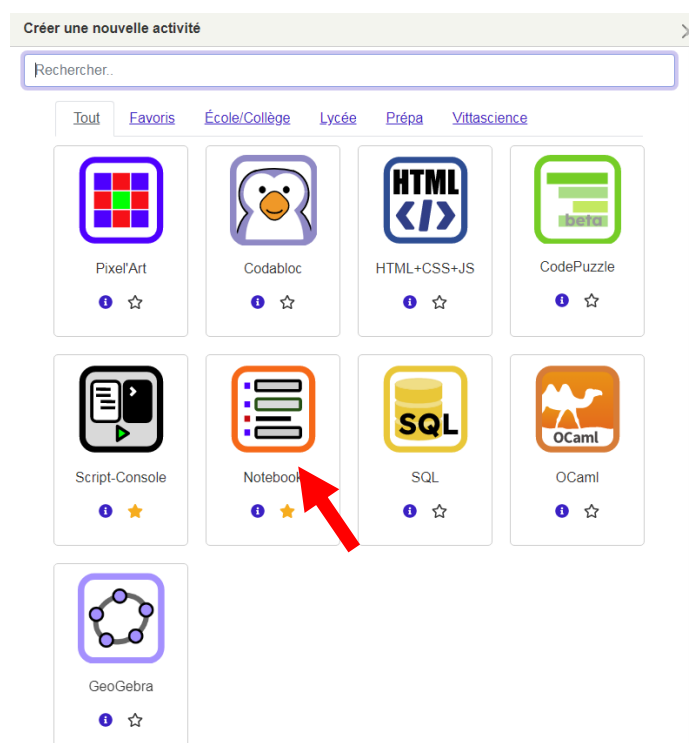 Créer une nouvelle activité
Rechercher..
Tout Favoris École/Collège Lycée Prépa Vittascience
HTML
</>
beta
Pixel'Art Codabloc HTML+CSS+JS CodePuzzle
SQL
OCaml
Script-Console Notebook SQL OCaml
GeoGebra